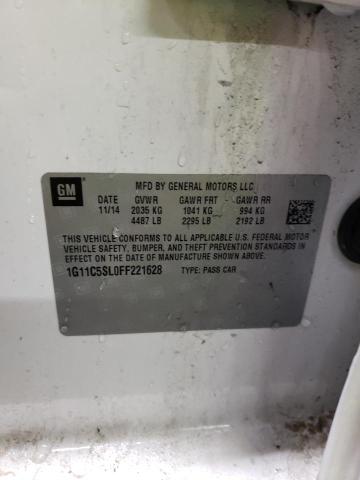 GM
MFD BY GENERAL MOTORS LLC
DATE GVWR GAWR FRT GAWR RR
11/14 2035 KG 1041 KG 994 KG
4487 LB 2295 LB 2192 LB
THIS VEHICLE CONFORMS TO ALL APPLICABLE U.S. FEDERAL MOTOR
VEHICLE SAFETY, BUMPER, AND THEFT PREVENTION STANDARDS IN
EFFECT ON THE DATE OF MANUFACTURE SHOWN ABOVE.
1G11C5SL0FF221628 TYPE: PASS CAR